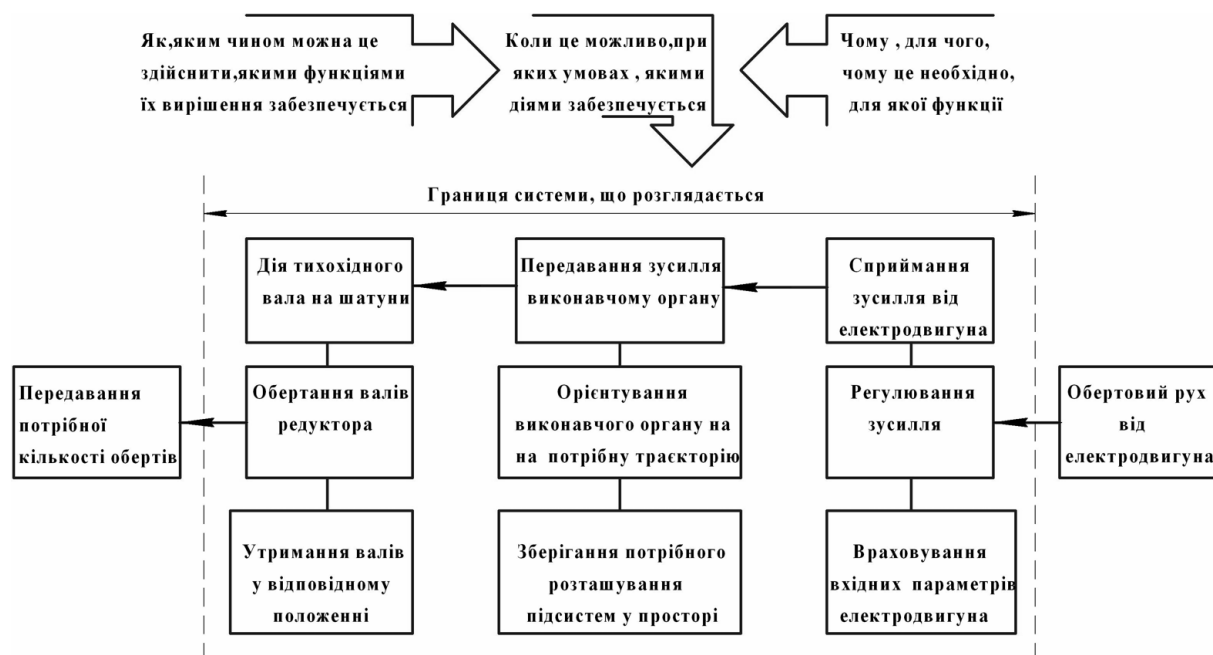 Як,яким чином можна це
здійснити,якими функціями
їх вирішення забезпечується
Коли це можливо,при
яких умовах , якими
діями забезпечується
Чому , для чого,
чому це необхідно,
для якої функції
Границя системи, що розглядається
Дія тихохідного
вала на шатуни
Передавання зусилля
виконавчому органу
Сприймання
зусилля від
електродвигуна
Передавання
потрібної
кількості обертів
Обертання валів
редуктора
Орієнтування
виконавчого органу на
на потрібну траєкторію
Регулювання
зусилля
Обертовий рух
від
електродвигуна
Утримання валів
у відповідному
положенні
Зберігання потрібного
розташування
підсистем у просторі
Враховування
вхідних параметрів
електродвигуна